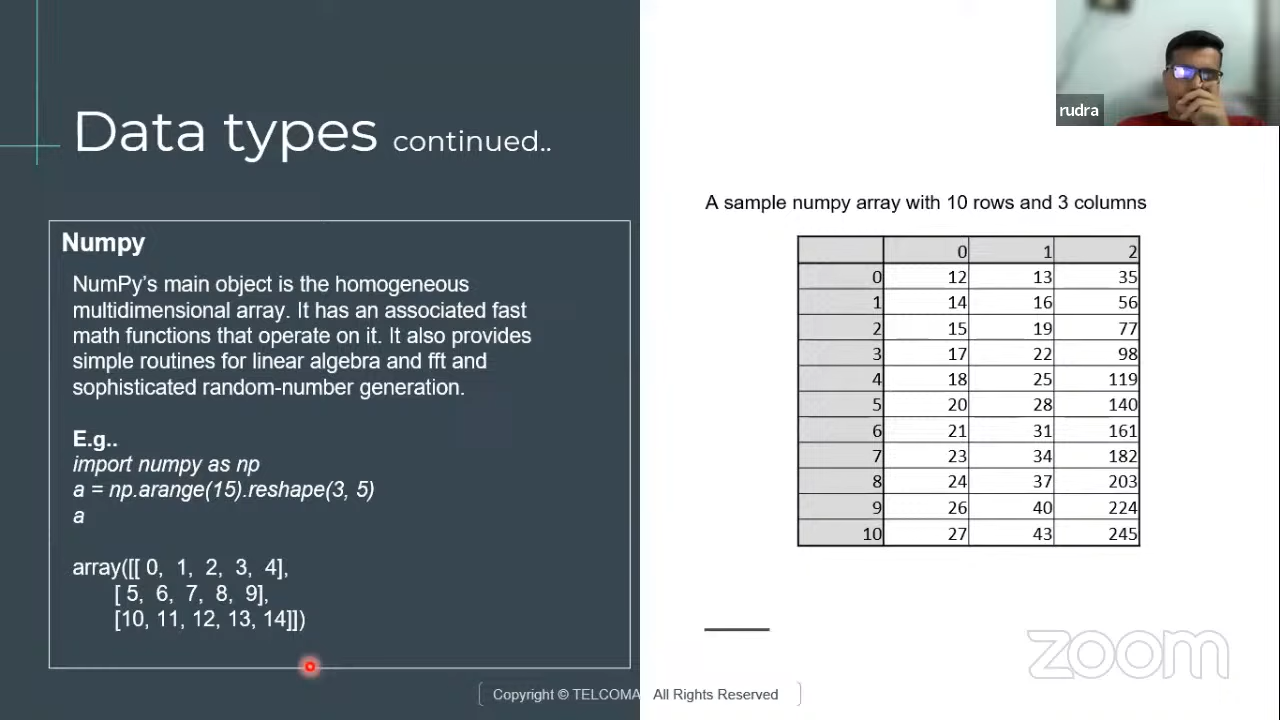 Data types continued..
Numpy
NumPy's main object is the homogeneous
multidimensional array. It has an associated fast
math functions that operate on it. It also provides
simple routines for linear algebra and fft and
sophisticated random-number generation.
E.g..
import numpy as np
a = np.arange(15).reshape(3, 5)
a
array([[ 0, 1, 2, 3, 4],
[ 5, 6, 7, 8, 9],
[10, 11, 12, 13, 14]])
rudra
A sample numpy array with 10 rows and 3 columns
0 1 2
0 12 13 35
1 14 16 56
2 15 19 77
3 17 22 98
4 18 25 119
5 20 28 140
6 21 31 161
7 23 34 182
8 24 37 203
9 26 40 224
10 27 43 245
zoom
Copyright © TELCOMA All Rights Reserved